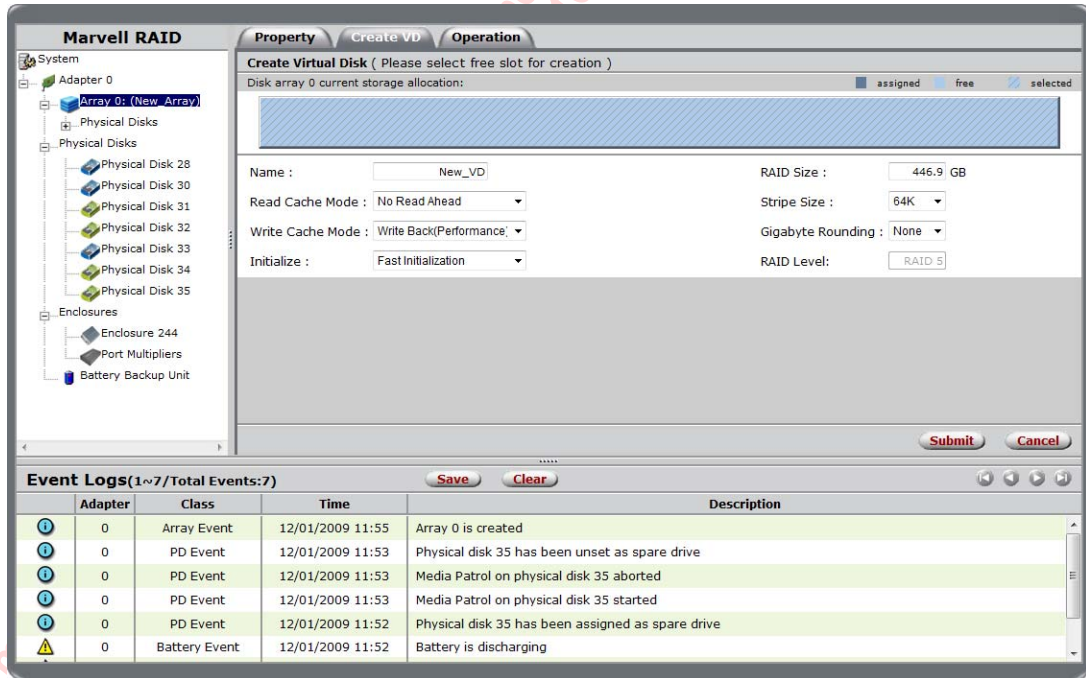 Marvell RAID
System
Adapter 0
Array 0: (New_Array)
Physical Disks
Physical Disks
Physical Disk 28
Physical Disk 30
Physical Disk 31
Physical Disk 32
Physical Disk 33
Physical Disk 34
Physical Disk 35
Enclosures
Enclosure 244
Port Multipliers
Battery Backup Unit
Property Create VD Operation
Create Virtual Disk ( Please select free slot for creation )
Disk array 0 current storage allocation: assigned free selected
Name : New_VD RAID Size : 446.9 GB
Read Cache Mode : No Read Ahead Stripe Size : 64K
Write Cache Mode : Write Back(Performance) Gigabyte Rounding : None
Initialize : Fast Initialization RAID Level: RAID 5
Submit Cancel
Event Logs(1~7/Total Events:7) Save Clear
Adapter Class Time Description
0 Array Event 12/01/2009 11:55 Array 0 is created
0 PD Event 12/01/2009 11:53 Physical disk 35 has been unset as spare drive
0 PD Event 12/01/2009 11:53 Media Patrol on physical disk 35 aborted
0 PD Event 12/01/2009 11:53 Media Patrol on physical disk 35 started
0 PD Event 12/01/2009 11:52 Physical disk 35 has been assigned as spare drive
0 Battery Event 12/01/2009 11:52 Battery is discharging